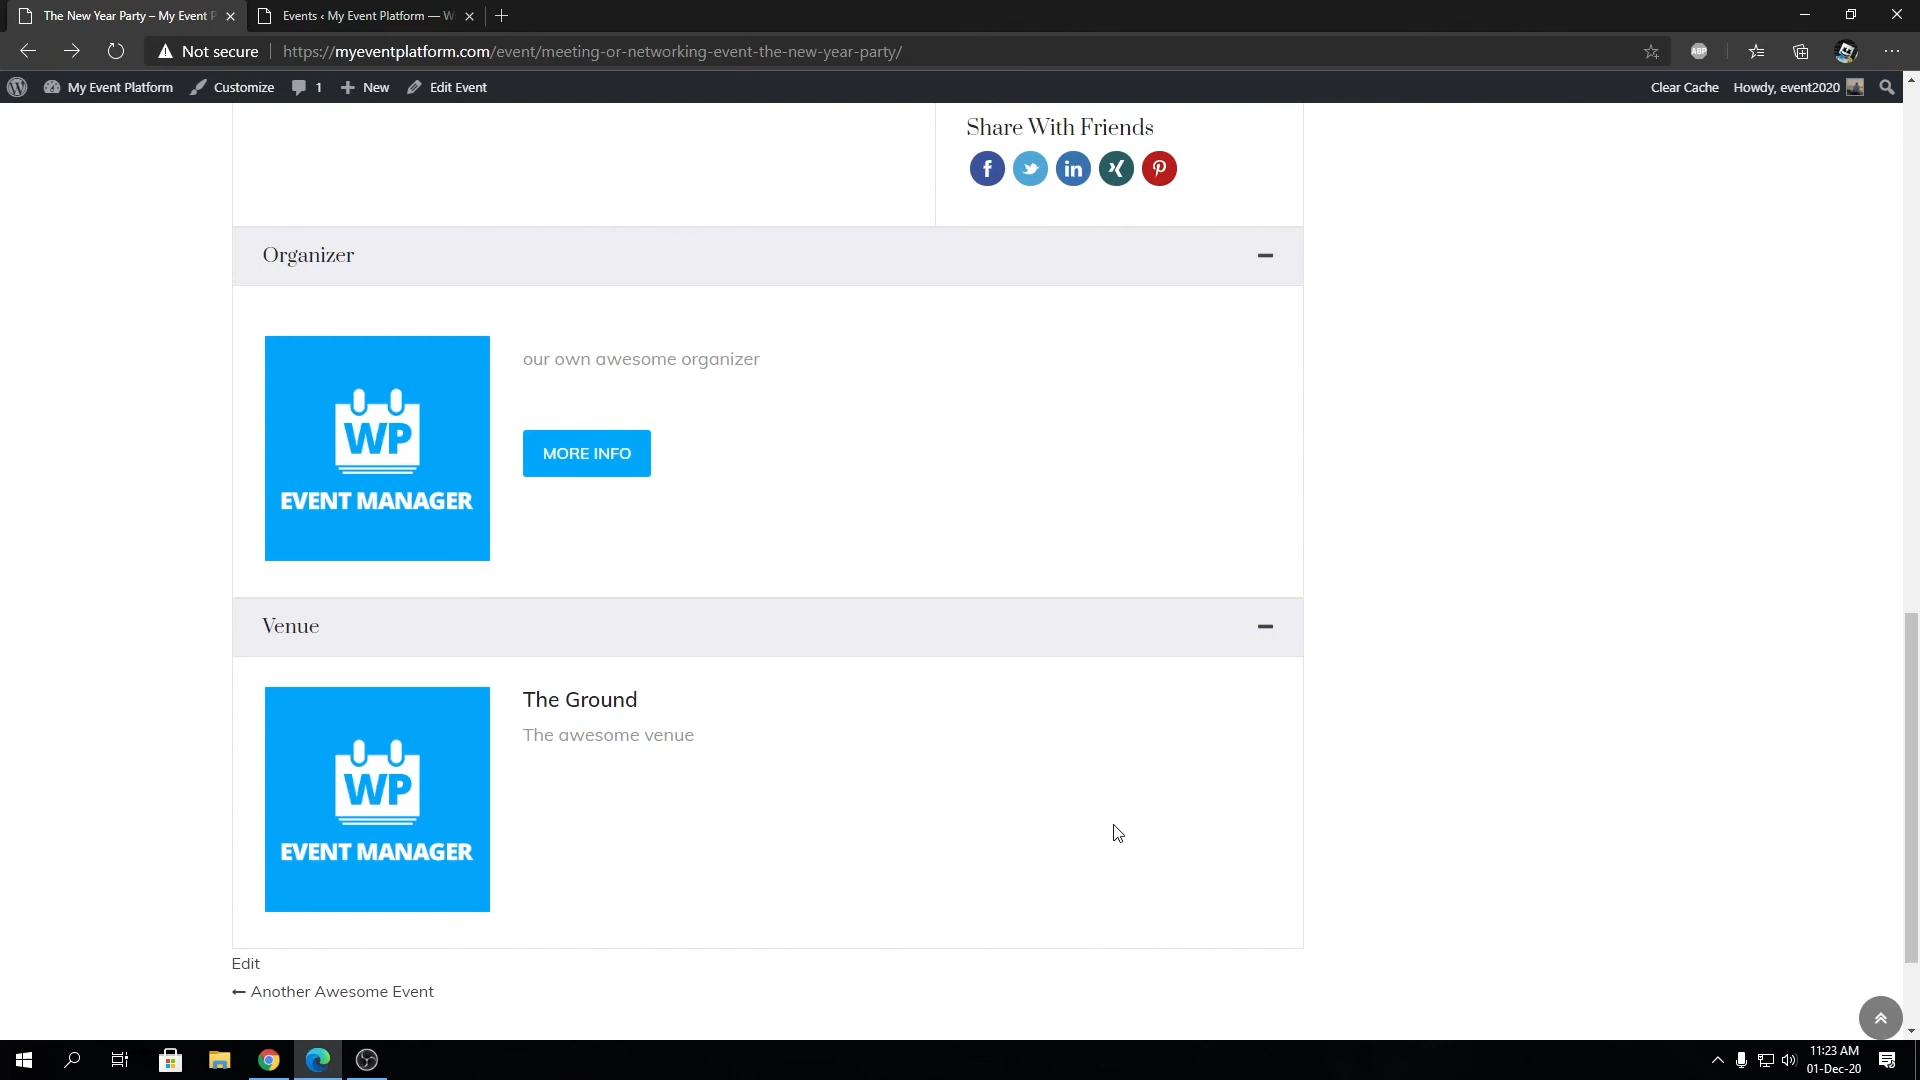 The New Year Party – My Event P
Events ‹ My Event Platform — W
Not secure
https://myeventplatform.com/event/meeting-or-networking-event-the-new-year-party/
ABP
My Event Platform
Customize
1
New
Edit Event
Clear Cache
Howdy, event2020
Share With Friends
Organizer
WP
EVENT MANAGER
our own awesome organizer
MORE INFO
Venue
WP
EVENT MANAGER
The Ground
The awesome venue
Edit
← Another Awesome Event
11:23 AM
01-Dec-20